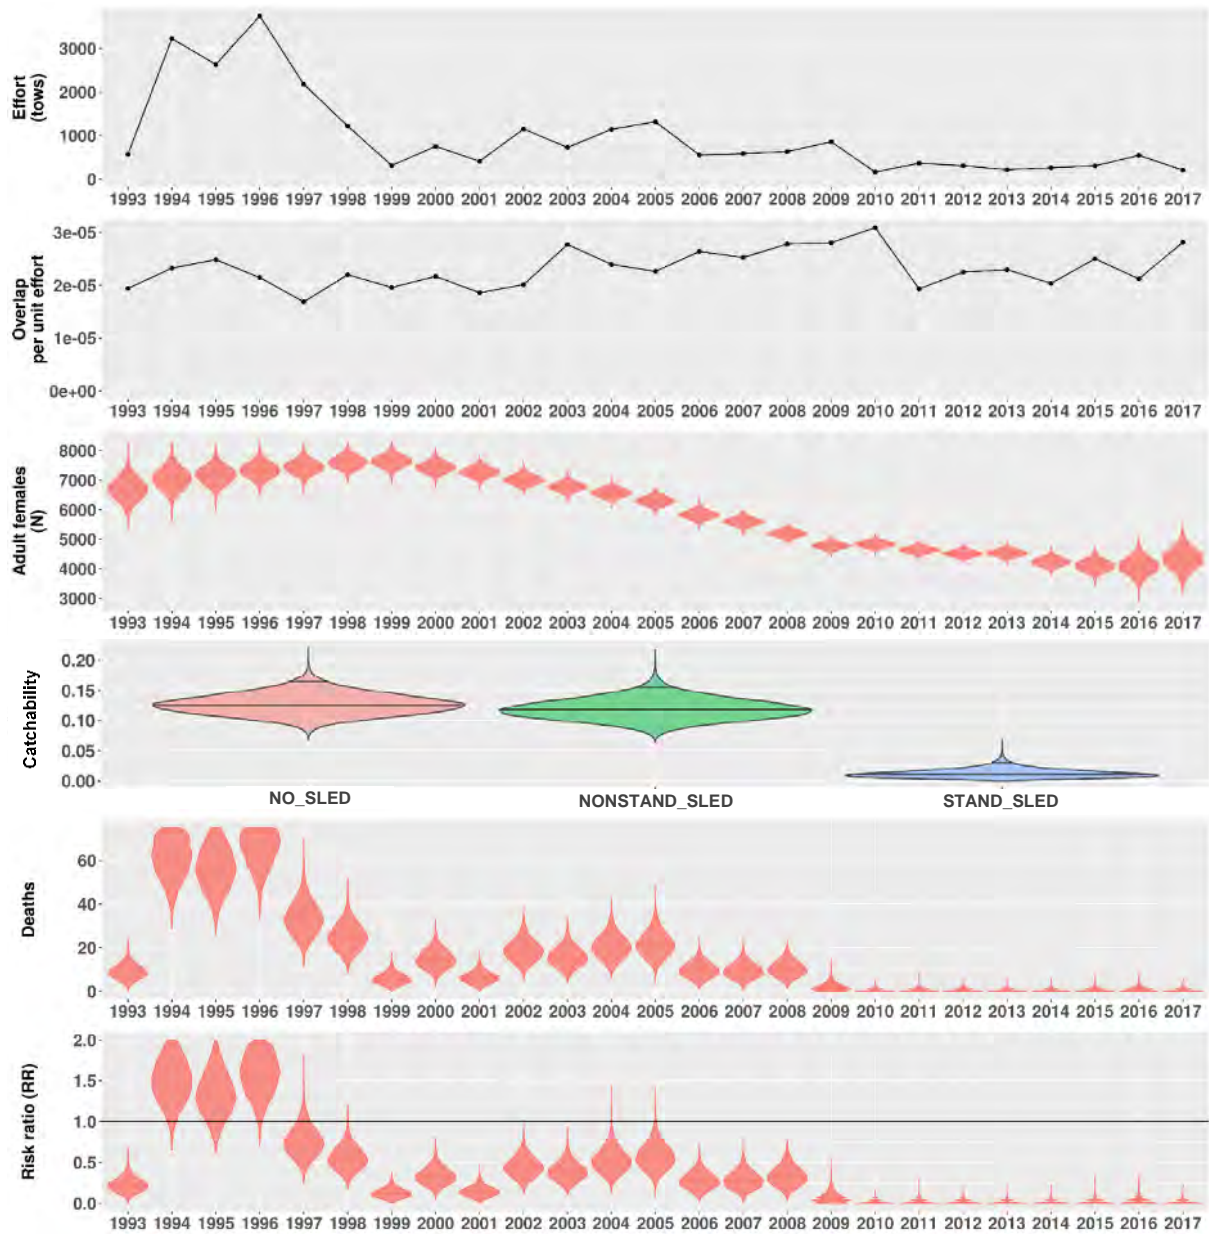 Effort
(tows)
3000
2000
1000
0
1993 1994 1995 1996 1997 1998 1999 2000 2001 2002 2003 2004 2005 2006 2007 2008 2009 2010 2011 2012 2013 2014 2015 2016 2017
Overlap
per unit effort
3e-05
2e-05
1e-05
0e+00
1993 1994 1995 1996 1997 1998 1999 2000 2001 2002 2003 2004 2005 2006 2007 2008 2009 2010 2011 2012 2013 2014 2015 2016 2017
Adult females
(N)
8000
7000
6000
5000
4000
3000
1993 1994 1995 1996 1997 1998 1999 2000 2001 2002 2003 2004 2005 2006 2007 2008 2009 2010 2011 2012 2013 2014 2015 2016 2017
Catchability
0.20
0.15
0.10
0.05
0.00
NO_SLED NONSTAND_SLED STAND_SLED
Deaths
60
40
20
0
1993 1994 1995 1996 1997 1998 1999 2000 2001 2002 2003 2004 2005 2006 2007 2008 2009 2010 2011 2012 2013 2014 2015 2016 2017
Risk ratio (RR)
2.0
1.5
1.0
0.5
0.0
1993 1994 1995 1996 1997 1998 1999 2000 2001 2002 2003 2004 2005 2006 2007 2008 2009 2010 2011 2012 2013 2014 2015 2016 2017